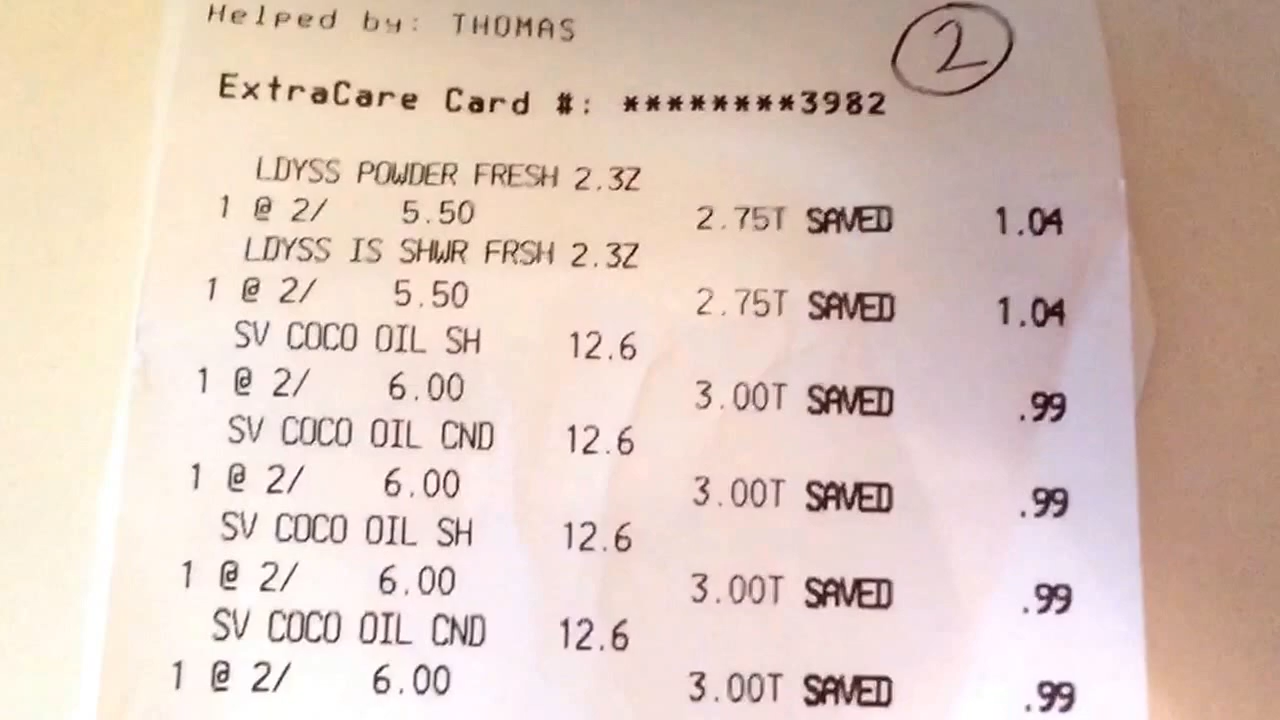 Helped by: THOMAS
2
ExtraCare Card #: ********3982
LDYSS POWDER FRESH 2.3Z
1 @ 2/ 5.50 2.75T SAVED 1.04
LDYSS IS SHWR FRSH 2.3Z
1 @ 2/ 5.50 2.75T SAVED 1.04
SV COCO OIL SH 12.6
1 @ 2/ 6.00 3.00T SAVED .99
SV COCO OIL CND 12.6
1 @ 2/ 6.00 3.00T SAVED .99
SV COCO OIL SH 12.6
1 @ 2/ 6.00 3.00T SAVED .99
SV COCO OIL CND 12.6
1 @ 2/ 6.00 3.00T SAVED .99